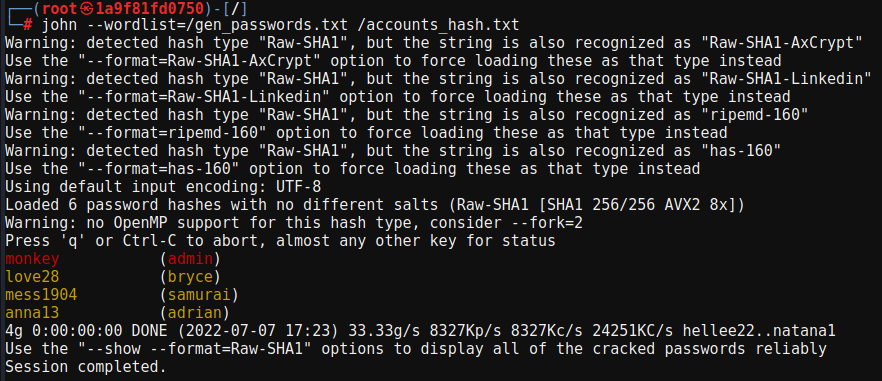 ┌──(root㉿1a9f81fd0750)-[/]
└─# john --wordlist=/gen_passwords.txt /accounts_hash.txt
Warning: detected hash type "Raw-SHA1", but the string is also recognized as "Raw-SHA1-AxCrypt"
Use the "--format=Raw-SHA1-AxCrypt" option to force loading these as that type instead
Warning: detected hash type "Raw-SHA1", but the string is also recognized as "Raw-SHA1-Linkedin"
Use the "--format=Raw-SHA1-Linkedin" option to force loading these as that type instead
Warning: detected hash type "Raw-SHA1", but the string is also recognized as "ripemd-160"
Use the "--format=ripemd-160" option to force loading these as that type instead
Warning: detected hash type "Raw-SHA1", but the string is also recognized as "has-160"
Use the "--format=has-160" option to force loading these as that type instead
Using default input encoding: UTF-8
Loaded 6 password hashes with no different salts (Raw-SHA1 [SHA1 256/256 AVX2 8x])
Warning: no OpenMP support for this hash type, consider --fork=2
Press 'q' or Ctrl-C to abort, almost any other key for status
monkey           (admin)
love28           (bryce)
mess1904         (samurai)
anna13           (adrian)
4g 0:00:00:00 DONE (2022-07-07 17:23) 33.33g/s 8327Kp/s 8327Kc/s 24251KC/s hellee22..natana1
Use the "--show --format=Raw-SHA1" options to display all of the cracked passwords reliably
Session completed.